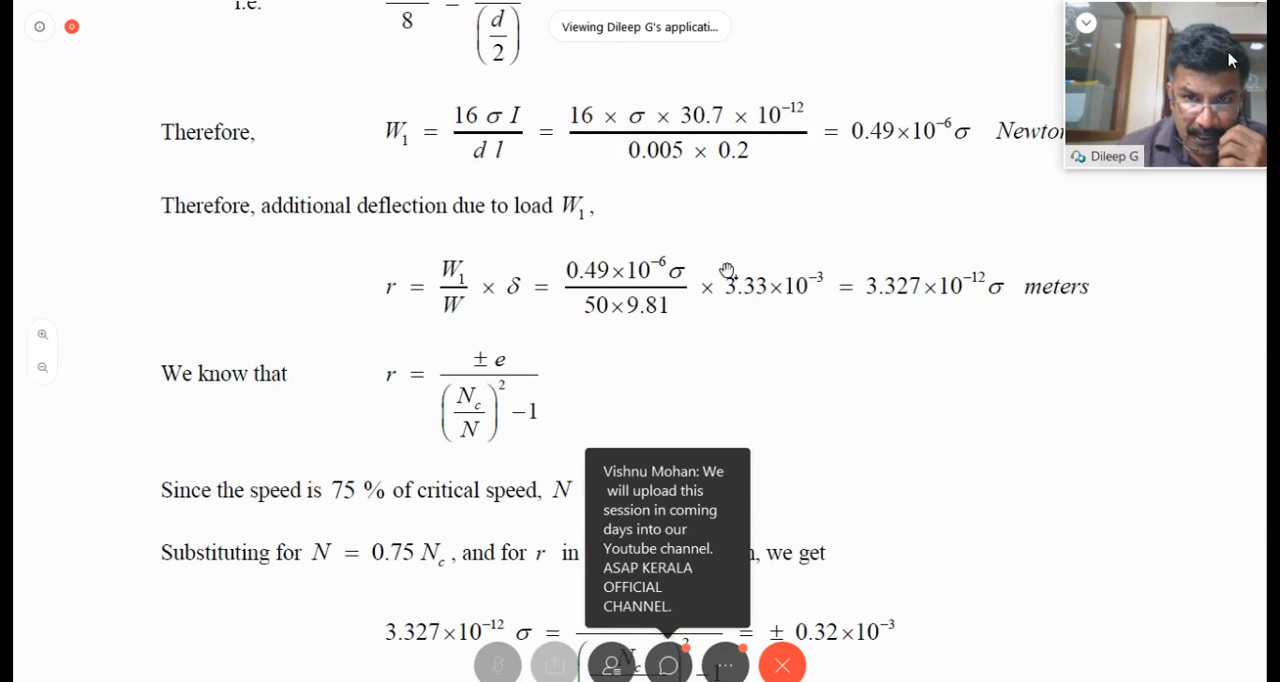 i.e.
8 − ( d / 2 )
Viewing Dileep G's applicati...
Therefore, W₁ = 16 σ I / d l = 16 × σ × 30.7 × 10⁻¹² / 0.005 × 0.2 = 0.49×10⁻⁶ σ Newton
Dileep G
Therefore, additional deflection due to load W₁,
r = W₁ / W × δ = 0.49×10⁻⁶ σ / 50×9.81 × 3.33×10⁻³ = 3.327×10⁻¹² σ meters
We know that r = ± e / ( N_c / N )² −1
Since the speed is 75 % of critical speed, N
Substituting for N = 0.75 N_c , and for r in , we get
3.327×10⁻¹² σ = = ± 0.32×10⁻³
Vishnu Mohan: We
will upload this
session in coming
days into our
Youtube channel.
ASAP KERALA
OFFICIAL
CHANNEL.